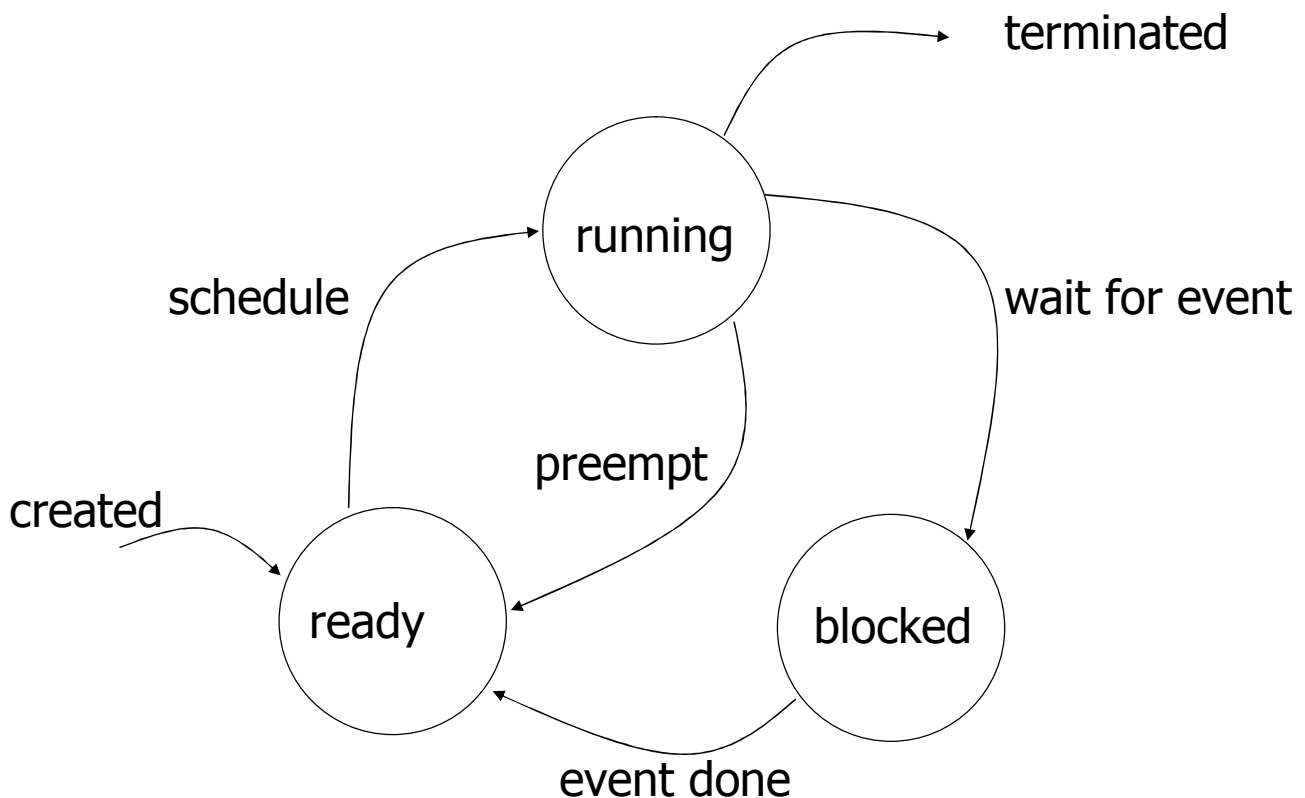 terminated
running
schedule
wait for event
preempt
created
ready
blocked
event done